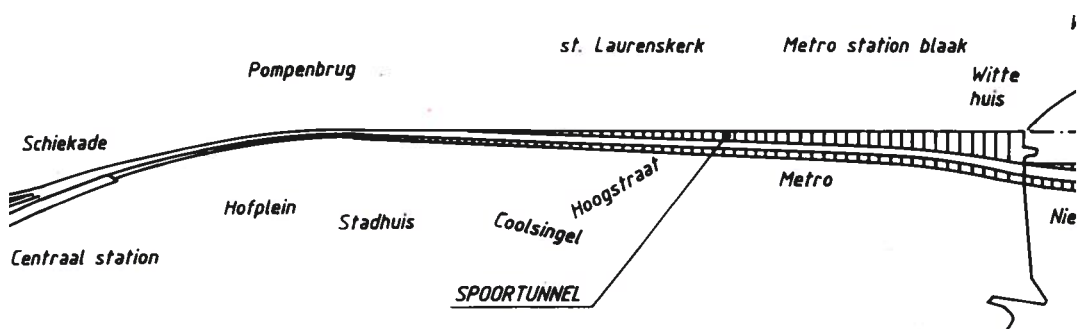 st. Laurenskerk
Metro station blaak
Pompenbrug
Witte
huis
Schiekade
Hoogstraat
Metro
Hofplein
Stadhuis
Coolsingel
Nie
Centraal station
SPOORTUNNEL